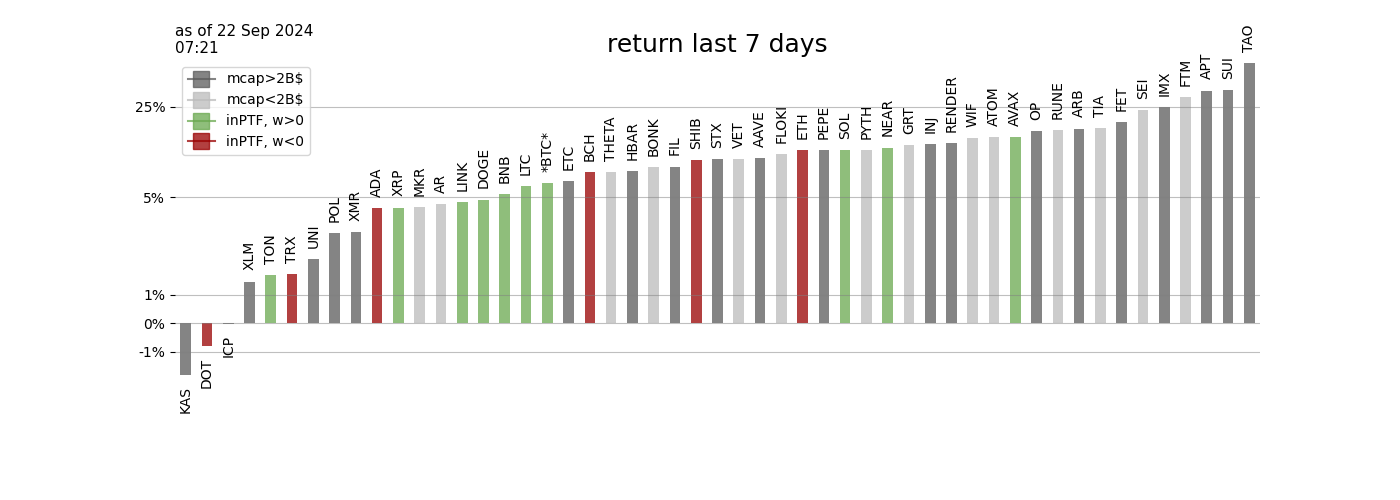 as of 22 Sep 2024
07:21
return last 7 days
mcap>2B$
mcap<2B$
inPTF, w>0
inPTF, w<0
25%
5%
1%
0%
-1%
KAS
DOT
ICP
XLM
TON
TRX
UNI
POL
XMR
ADA
XRP
MKR
AR
LINK
DOGE
BNB
LTC
*BTC*
ETC
BCH
THETA
HBAR
BONK
FIL
SHIB
STX
VET
AAVE
FLOKI
ETH
PEPE
SOL
PYTH
NEAR
GRT
INJ
RENDER
WIF
ATOM
AVAX
OP
RUNE
ARB
TIA
FET
SEI
IMX
FTM
APT
SUI
TAO